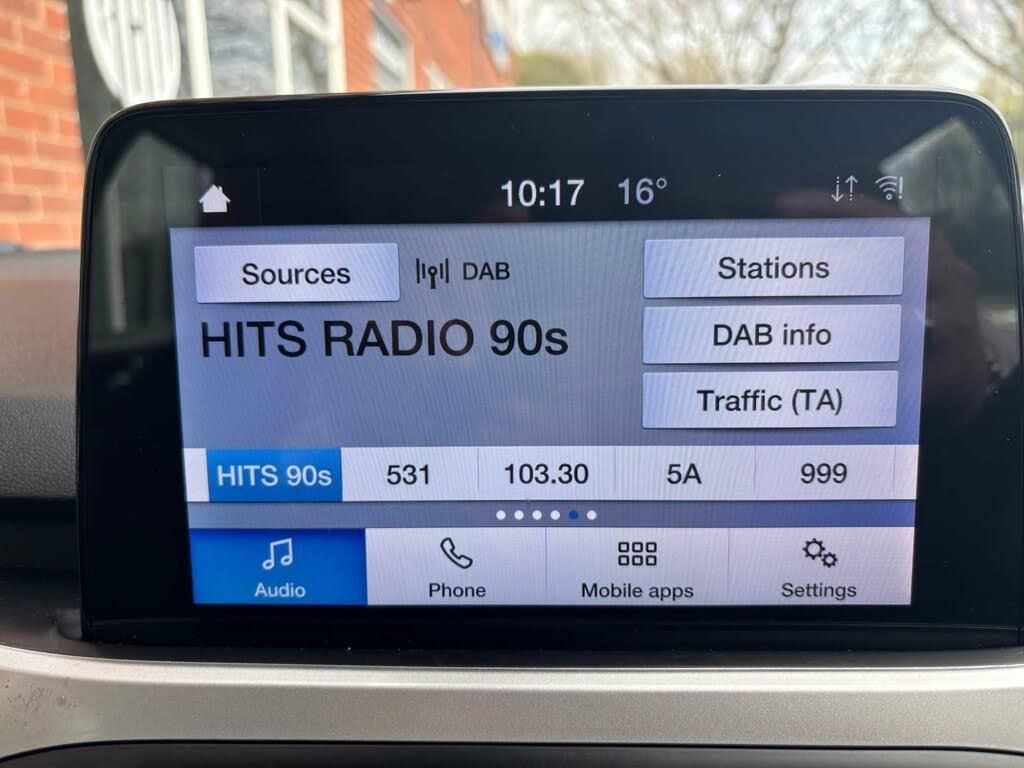 10:17 16°
Sources DAB Stations
HITS RADIO 90s
DAB info
Traffic (TA)
HITS 90s 531 103.30 5A 999
Audio Phone Mobile apps Settings